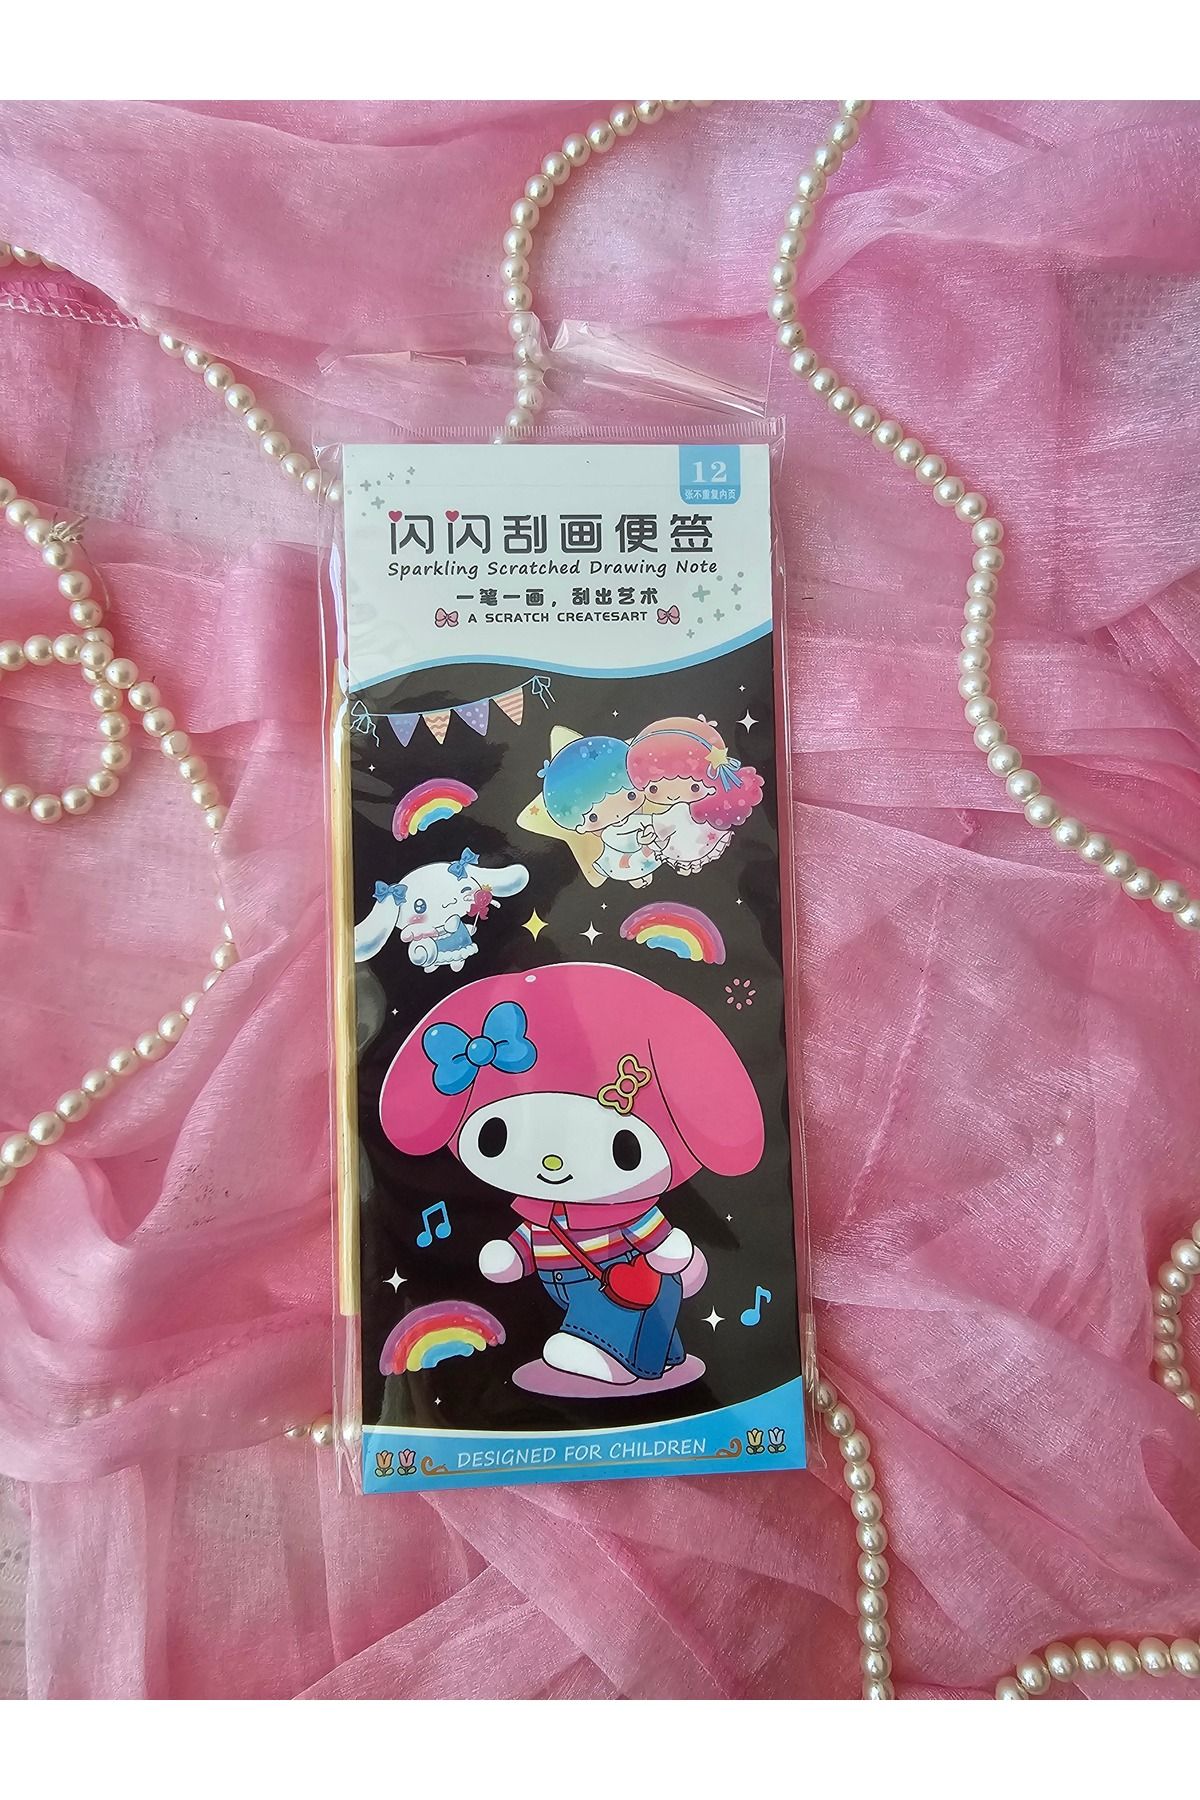 12
张不重复内页
闪闪刮画便签
Sparkling Scratched Drawing Note
一笔一画，刮出艺术
A SCRATCH CREATESART
DESIGNED FOR CHILDREN